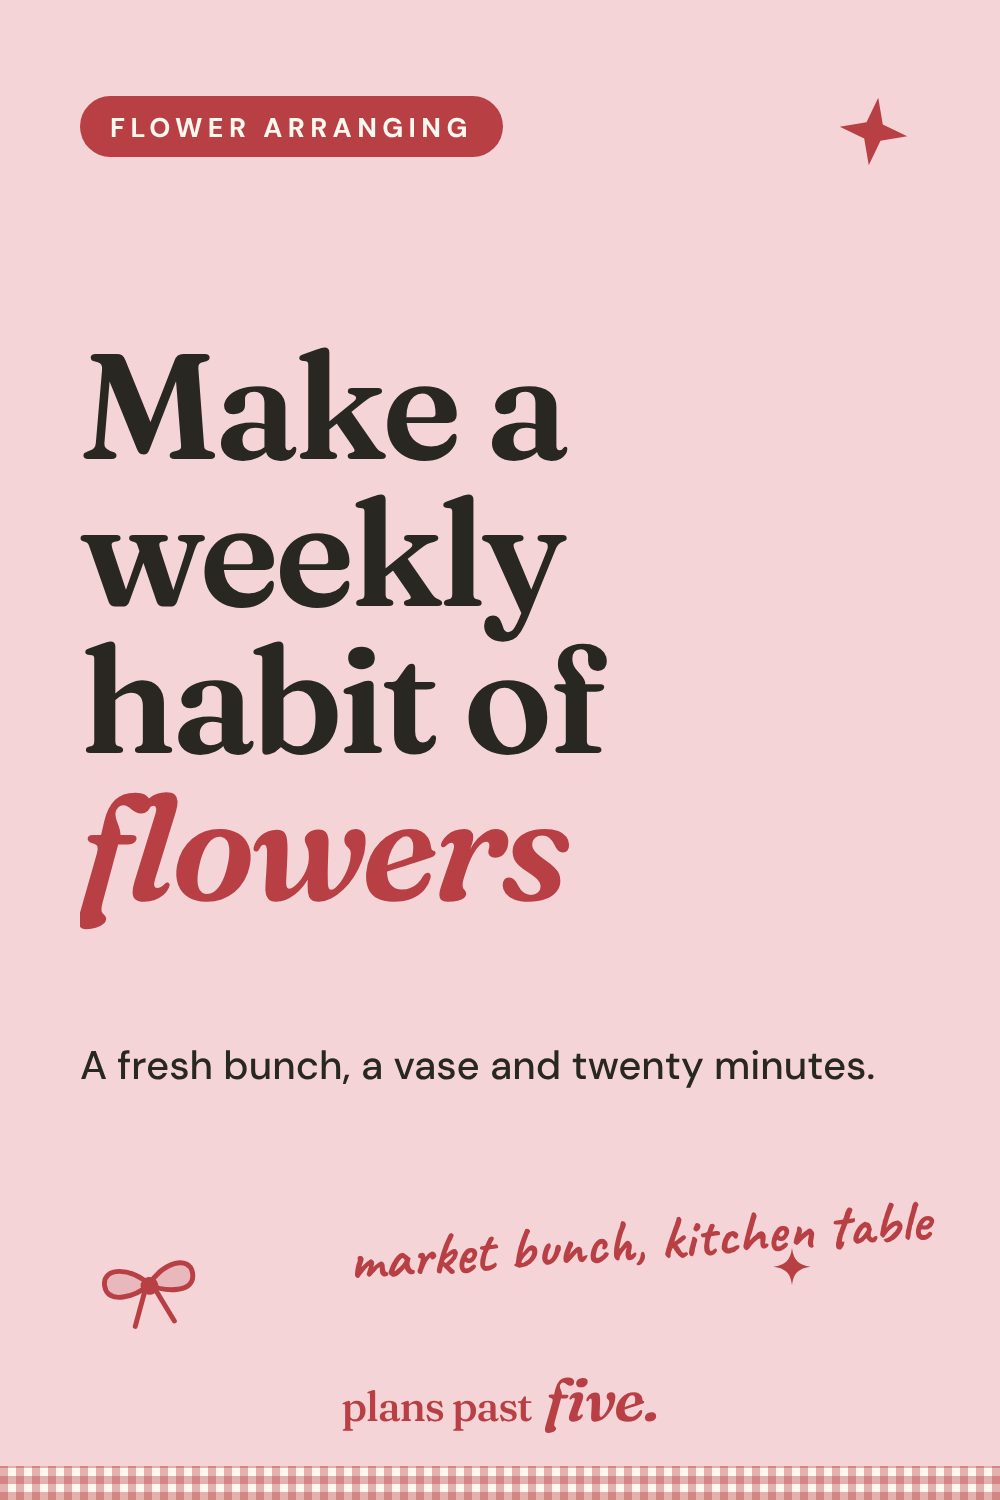 FLOWER ARRANGING
Make a
weekly
habit of
flowers
A fresh bunch, a vase and twenty minutes.
market bunch, kitchen table
plans past five.